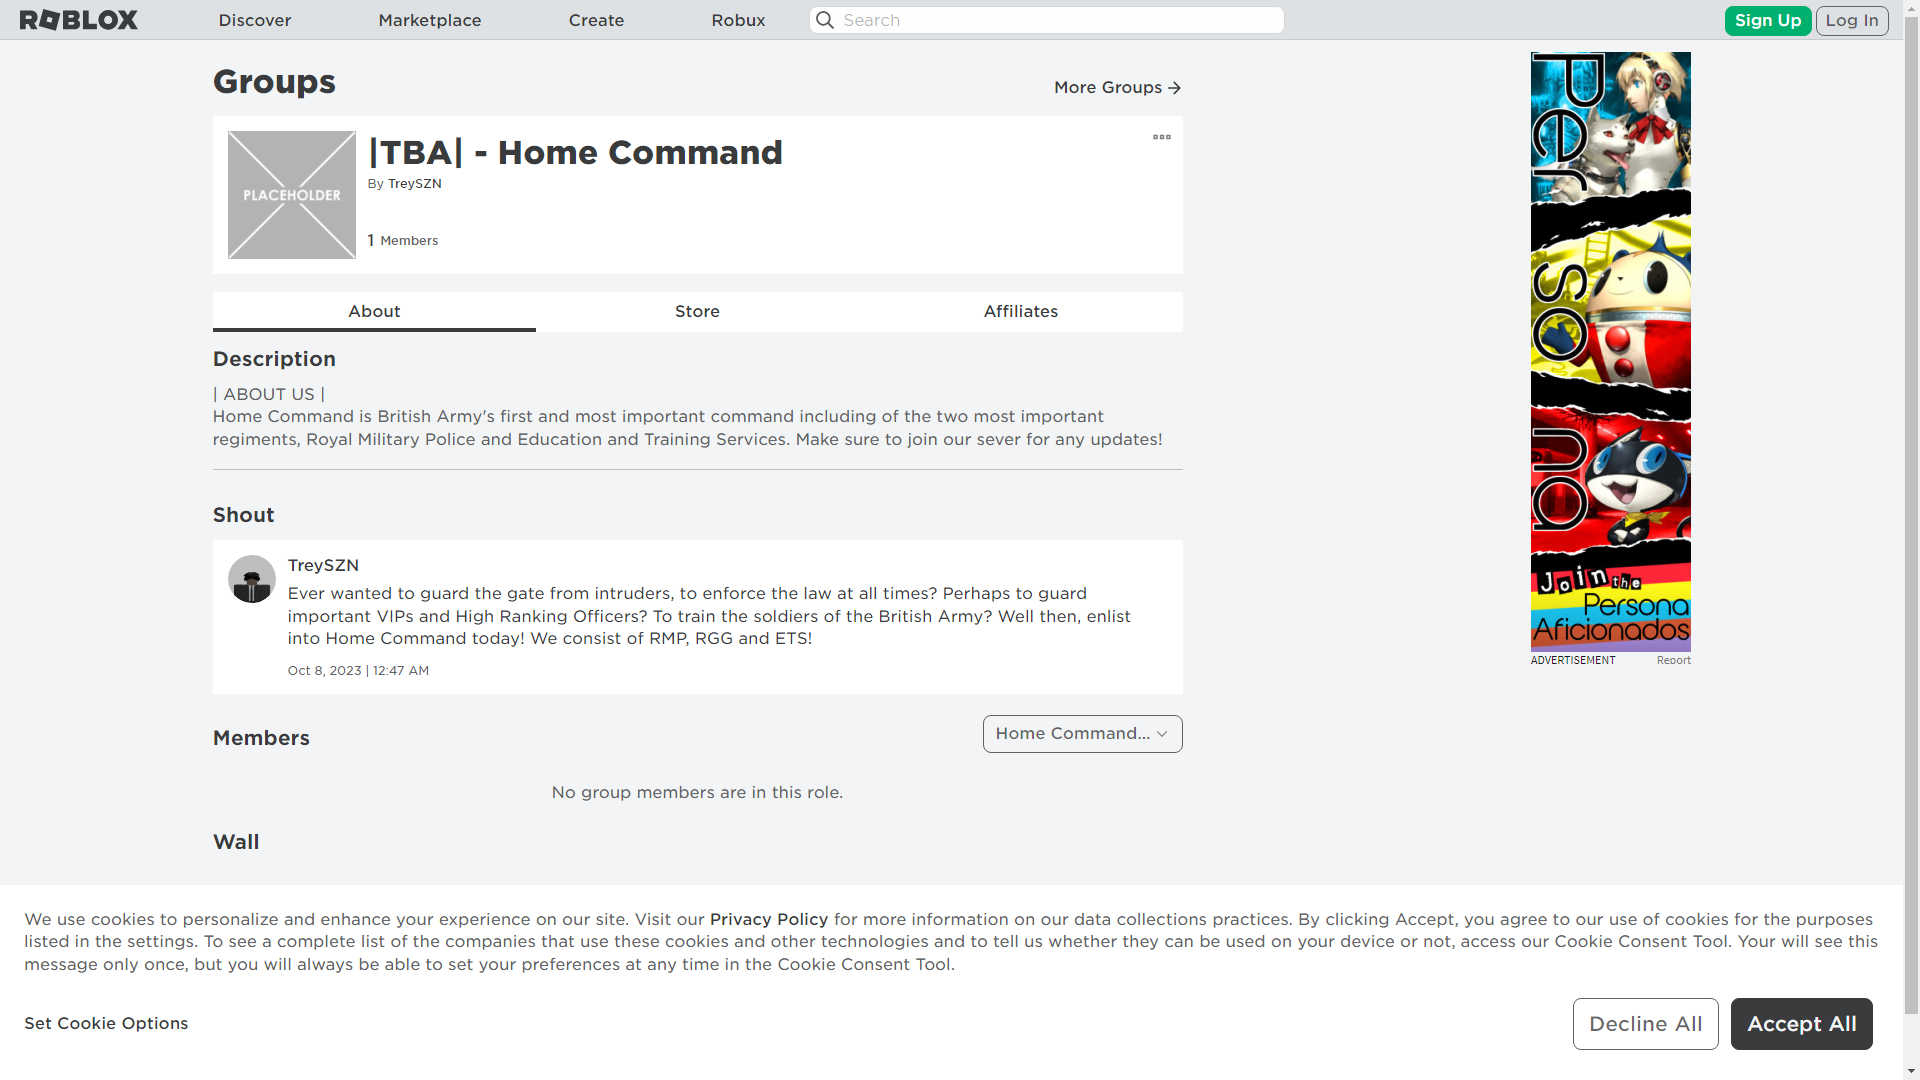 ROBLOX
Discover
Marketplace
Create
Robux
Search
Sign Up
Log In
Groups
More Groups
PLACEHOLDER
|TBA| - Home Command
By TreySZN
1 Members
About
Store
Affiliates
Description
| ABOUT US |
Home Command is British Army's first and most important command including of the two most important
regiments, Royal Military Police and Education and Training Services. Make sure to join our sever for any updates!
Shout
TreySZN
Ever wanted to guard the gate from intruders, to enforce the law at all times? Perhaps to guard
important VIPs and High Ranking Officers? To train the soldiers of the British Army? Well then, enlist
into Home Command today! We consist of RMP, RGG and ETS!
Oct 8, 2023 | 12:47 AM
Members
Home Command...
No group members are in this role.
Wall
Persona
Join the
Persona
Aficionados
ADVERTISEMENT
Report
We use cookies to personalize and enhance your experience on our site. Visit our Privacy Policy for more information on our data collections practices. By clicking Accept, you agree to our use of cookies for the purposes
listed in the settings. To see a complete list of the companies that use these cookies and other technologies and to tell us whether they can be used on your device or not, access our Cookie Consent Tool. Your will see this
message only once, but you will always be able to set your preferences at any time in the Cookie Consent Tool.
Set Cookie Options
Decline All
Accept All